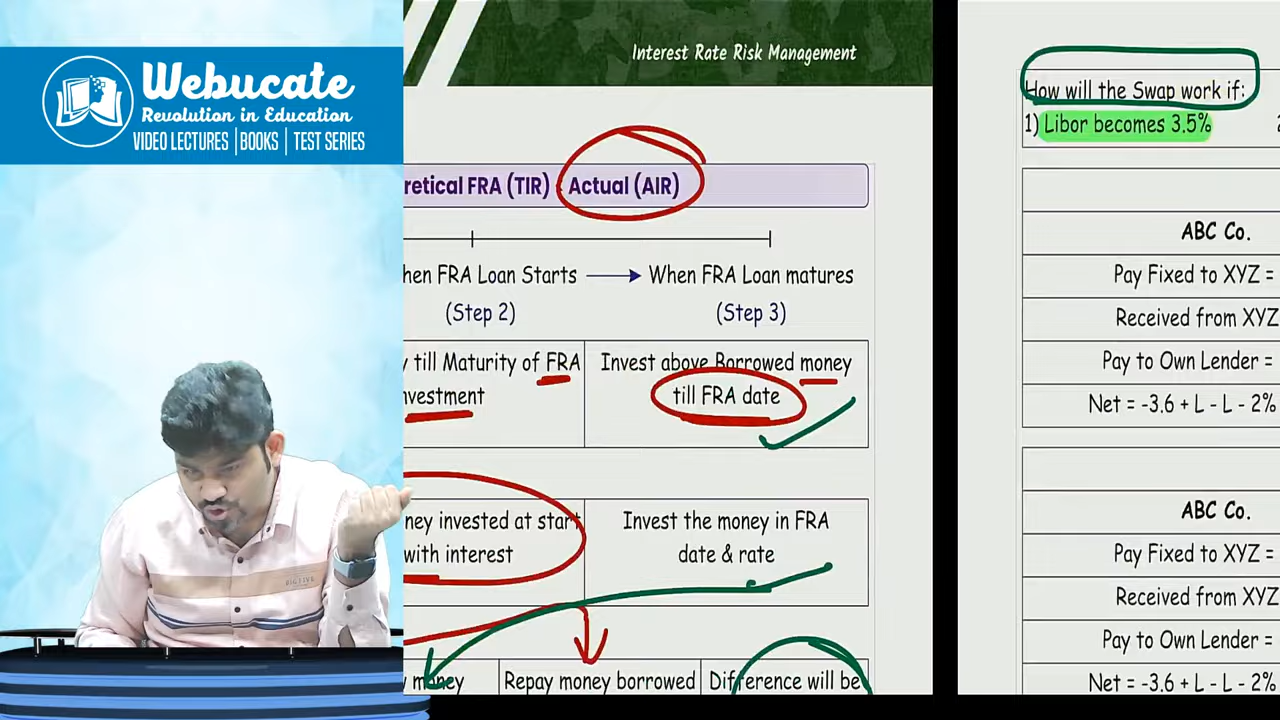 Webucate
Revolution in Education
VIDEO LECTURES | BOOKS | TEST SERIES
Interest Rate Risk Management
retical FRA (TIR) Actual (AIR)
hen FRA Loan Starts When FRA Loan matures
(Step 2) (Step 3)
till Maturity of FRA
nvestment
Invest above Borrowed money
till FRA date
ney invested at start
with interest
Invest the money in FRA
date & rate
money
Repay money borrowed
Difference will be
How will the Swap work if:
1) Libor becomes 3.5%
ABC Co.
Pay Fixed to XYZ =
Received from XYZ
Pay to Own Lender =
Net = -3.6 + L - L - 2%
ABC Co.
Pay Fixed to XYZ =
Received from XYZ
Pay to Own Lender =
Net = -3.6 + L - L - 2%